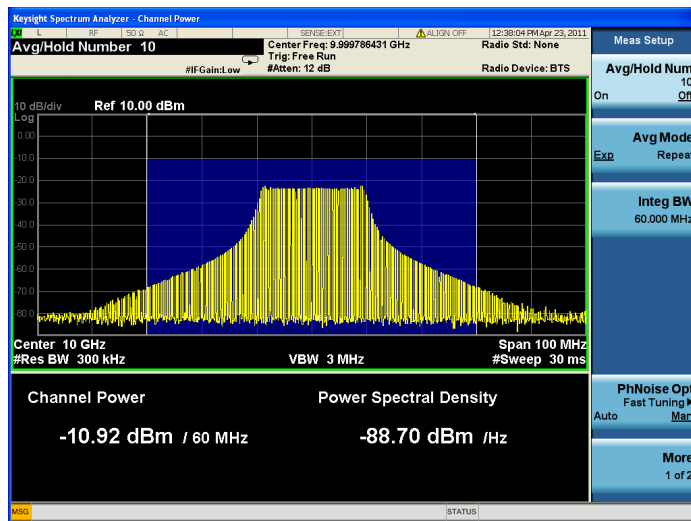 Keysight Spectrum Analyzer - Channel Power
LXI L RF 50 Ω AC SENSE:EXT ALIGN OFF 12:38:04 PM Apr 23, 2011
Avg/Hold Number 10
Center Freq: 9.999786431 GHz
Radio Std: None
Trig: Free Run
#IFGain:Low
#Atten: 12 dB
Radio Device: BTS
10 dB/div Ref 10.00 dBm
Log
0.00
-10.0
-20.0
-30.0
-40.0
-50.0
-60.0
-70.0
-80.0
Center 10 GHz
Span 100 MHz
#Res BW 300 kHz
VBW 3 MHz
#Sweep 30 ms
Channel Power
Power Spectral Density
-10.92 dBm / 60 MHz
-88.70 dBm /Hz
MSG
STATUS
Meas Setup
Avg/Hold Num
10
On Off
Avg Mode
Exp Repeat
Integ BW
60.000 MHz
PhNoise Opt
Fast Tuning
Auto Man
More
1 of 2